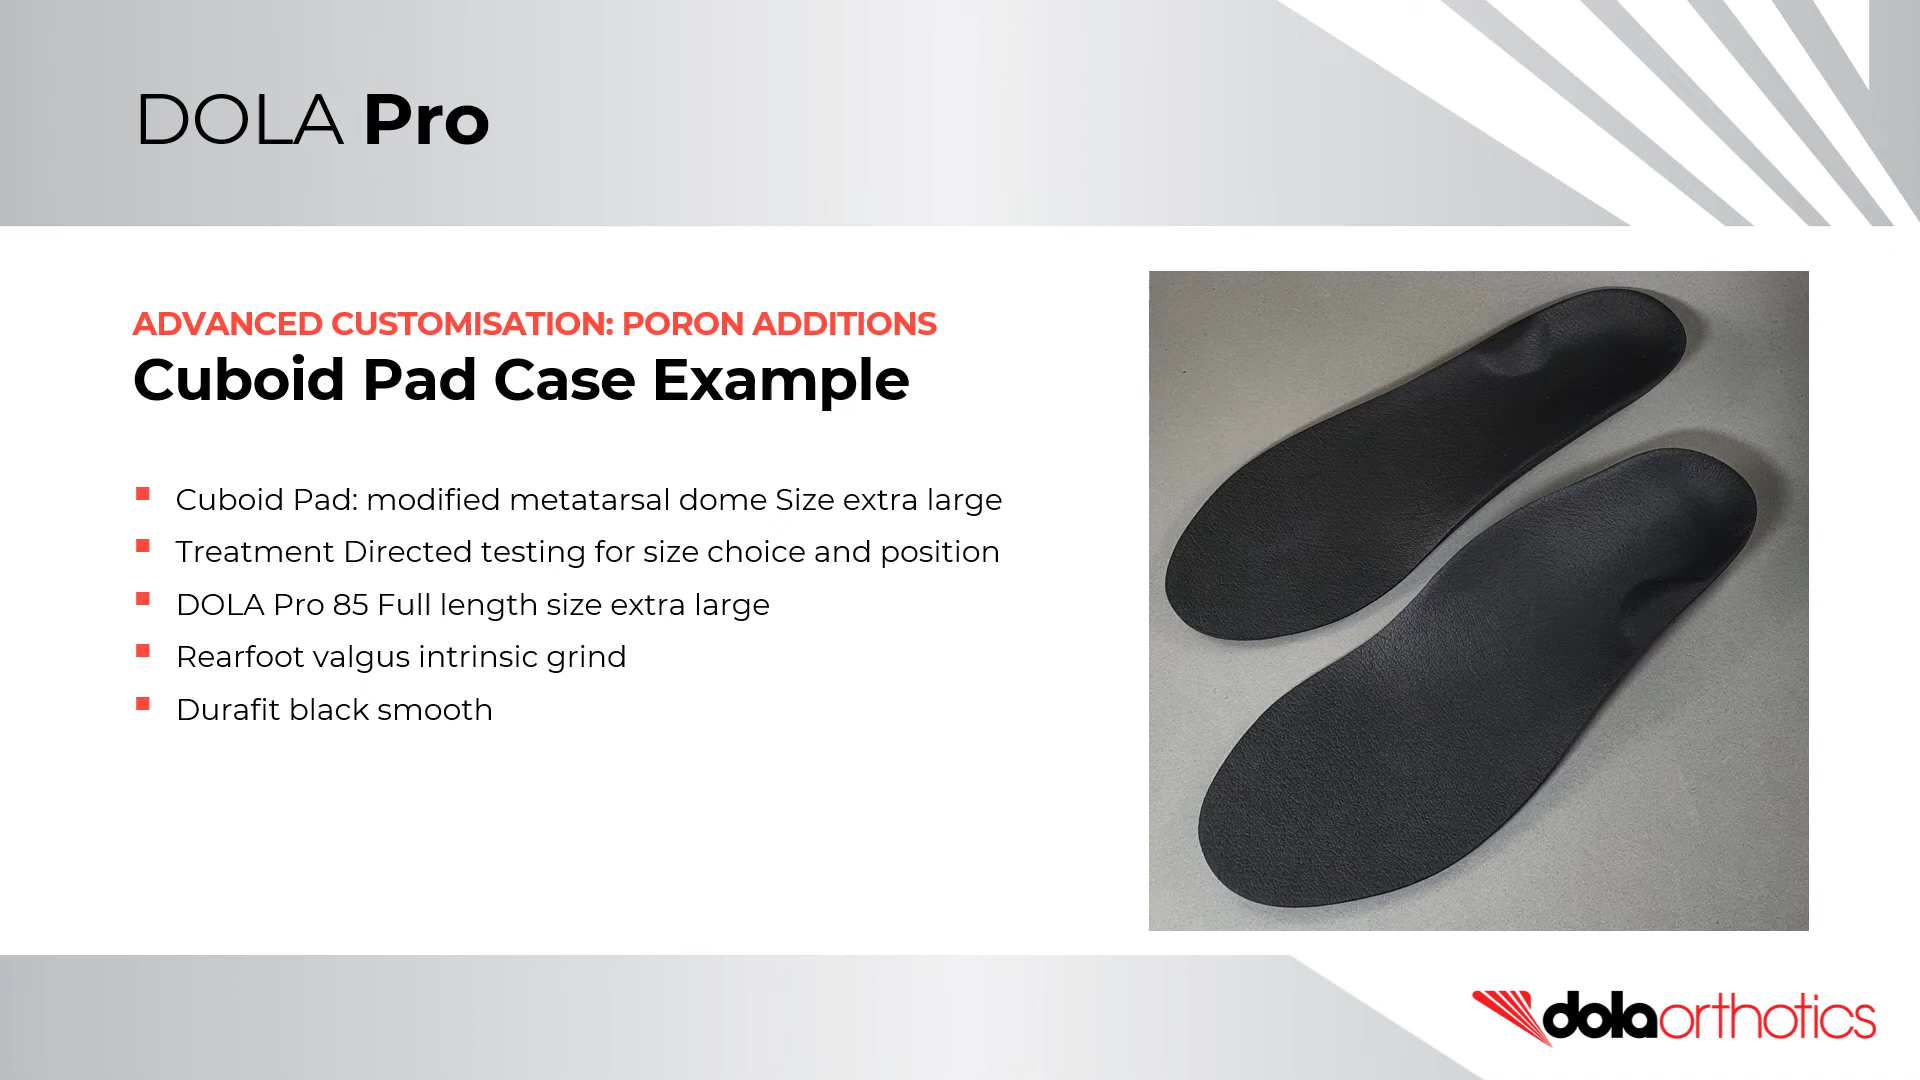 DOLA Pro
ADVANCED CUSTOMISATION: PORON ADDITIONS
Cuboid Pad Case Example
Cuboid Pad: modified metatarsal dome Size extra large
Treatment Directed testing for size choice and position
DOLA Pro 85 Full length size extra large
Rearfoot valgus intrinsic grind
Durafit black smooth
dolaorthotics